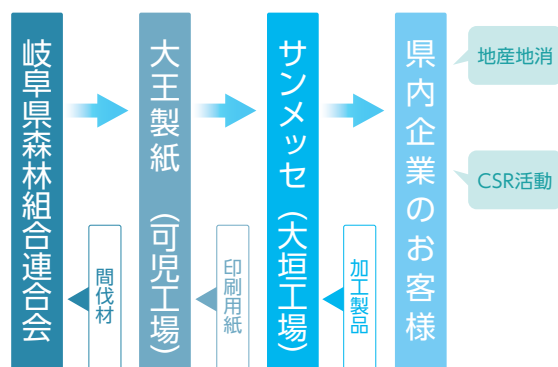 岐阜県森林組合連合会
間伐材
大王製紙（可児工場）
印刷用紙
サンメッセ（大垣工場）
加工製品
県内企業のお客様
地産地消
CSR活動